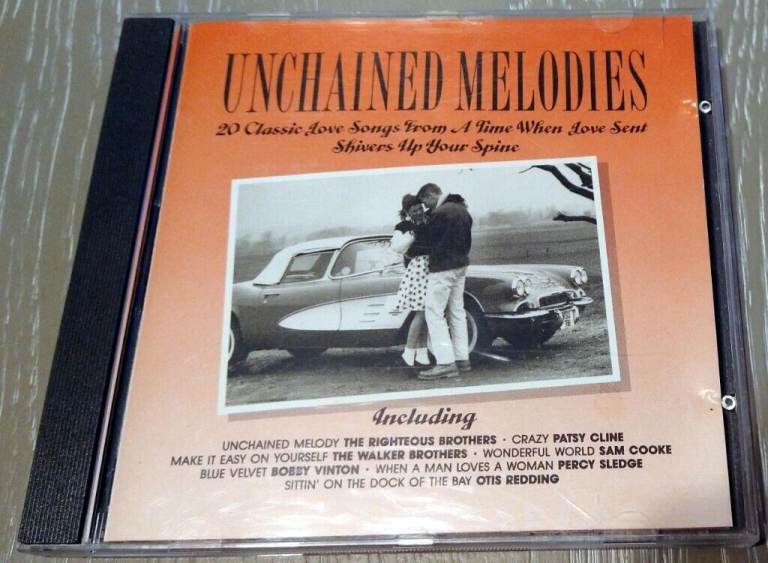 UNCHAINED MELODIES
20 Classic Love Songs From A Time When Love Sent
Shivers Up Your Spine
Including
UNCHAINED MELODY THE RIGHTEOUS BROTHERS · CRAZY PATSY CLINE
MAKE IT EASY ON YOURSELF THE WALKER BROTHERS · WONDERFUL WORLD SAM COOKE
BLUE VELVET BOBBY VINTON · WHEN A MAN LOVES A WOMAN PERCY SLEDGE
SITTIN' ON THE DOCK OF THE BAY OTIS REDDING